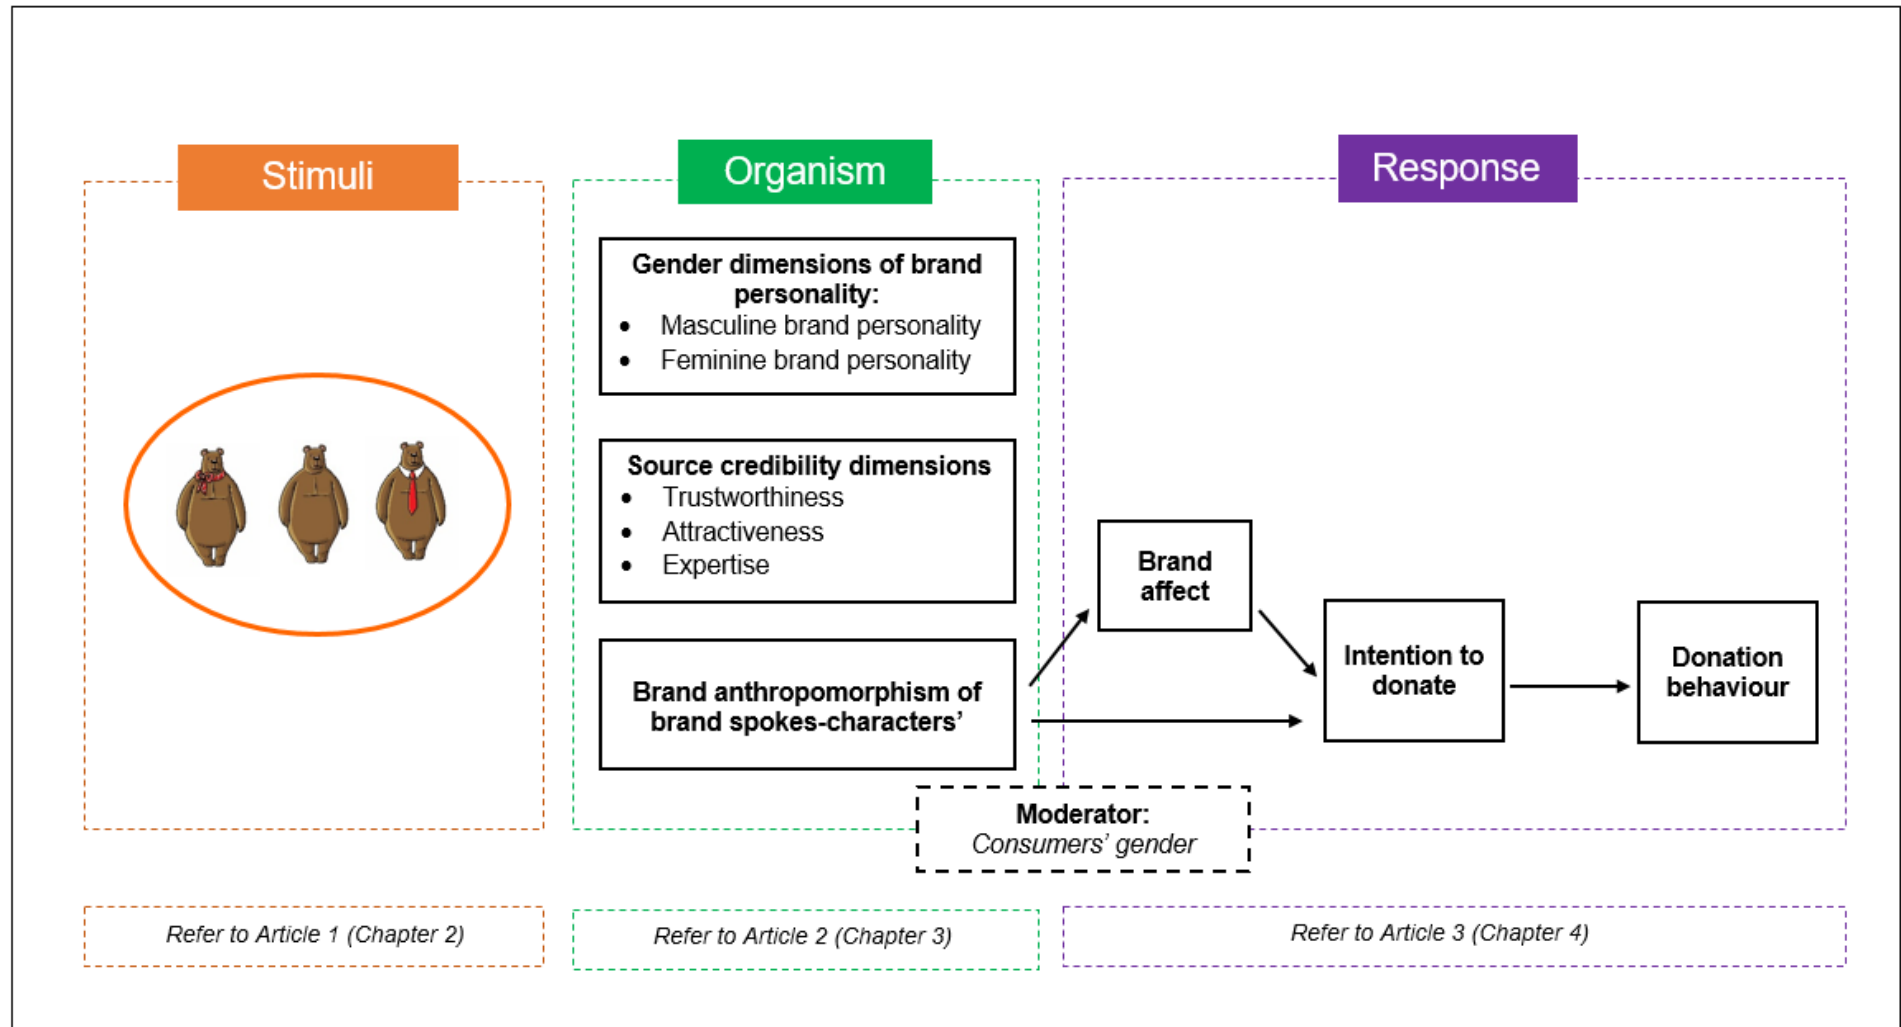 Stimuli
Organism
Response
Gender dimensions of brand
personality:
• Masculine brand personality
• Feminine brand personality
Source credibility dimensions
• Trustworthiness
• Attractiveness
• Expertise
Brand anthropomorphism of
brand spokes-characters’
Brand
affect
Intention to
donate
Donation
behaviour
Moderator:
Consumers’ gender
Refer to Article 1 (Chapter 2)
Refer to Article 2 (Chapter 3)
Refer to Article 3 (Chapter 4)